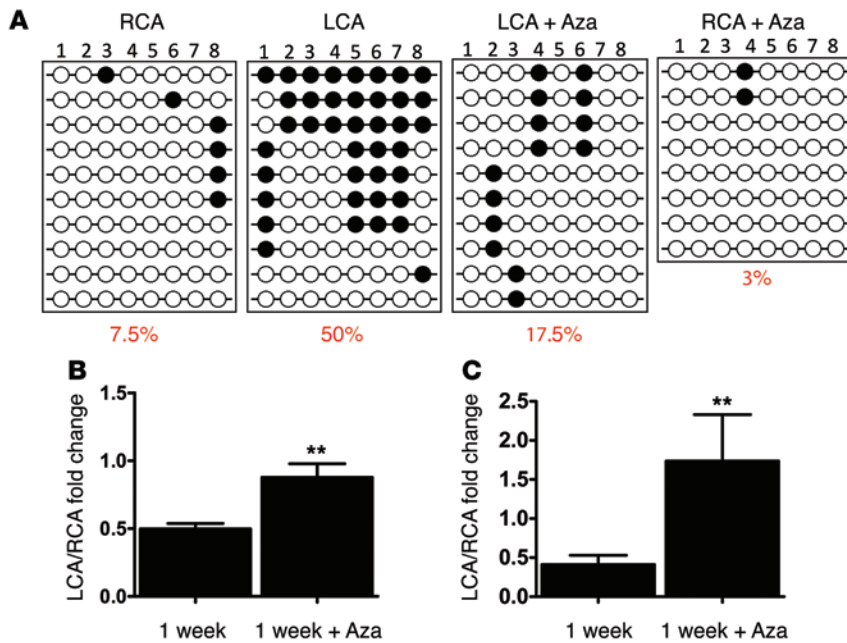 A
RCA LCA LCA + Aza RCA + Aza
1 2 3 4 5 6 7 8 1 2 3 4 5 6 7 8 1 2 3 4 5 6 7 8 1 2 3 4 5 6 7 8
3%
7.5% 50% 17.5%
B
LCA/RCA fold change
1.5
1.0
0.5
0.0
**
1 week 1 week + Aza
C
LCA/RCA fold change
2.5
2.0
1.5
1.0
0.5
0.0
**
1 week 1 week + Aza